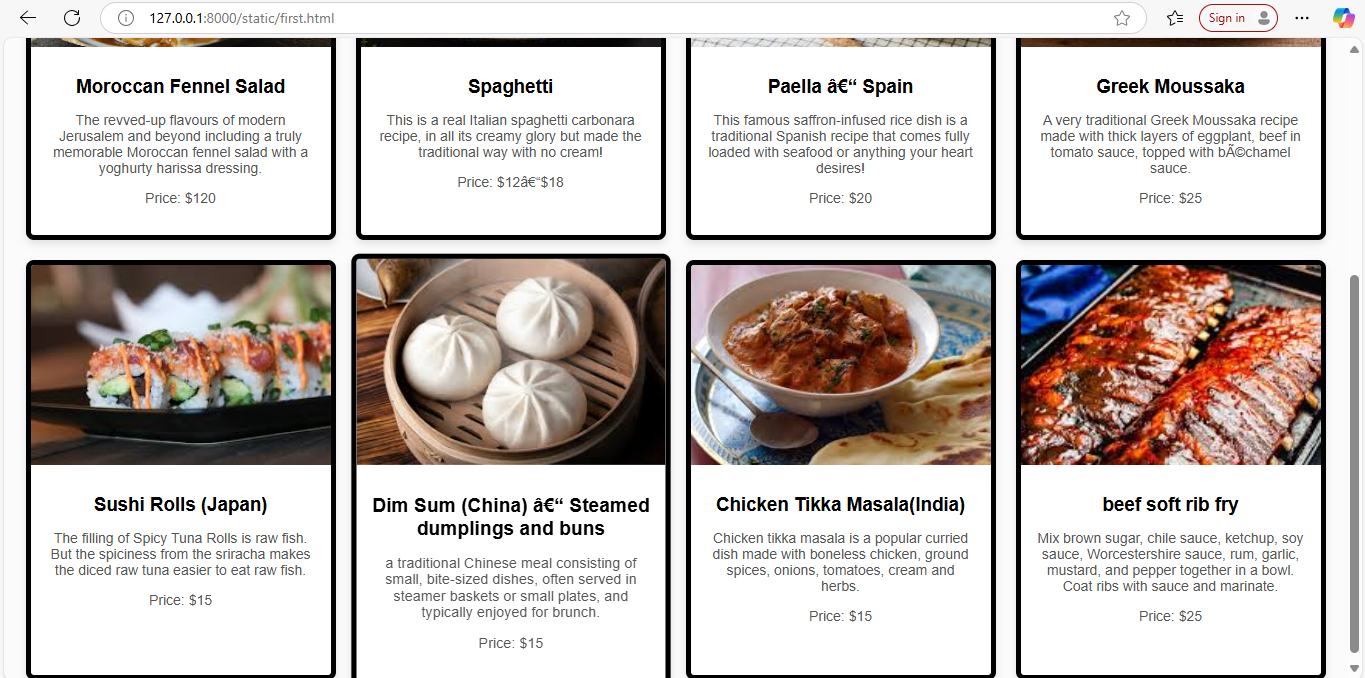 127.0.0.1:8000/static/first.html
Sign in
Moroccan Fennel Salad
The revved-up flavours of modern
Jerusalem and beyond including a truly
memorable Moroccan fennel salad with a
yoghurty harissa dressing.
Price: $120
Spaghetti
This is a real Italian spaghetti carbonara
recipe, in all its creamy glory but made the
traditional way with no cream!
Price: $12â€“$18
Paella â€“ Spain
This famous saffron-infused rice dish is a
traditional Spanish recipe that comes fully
loaded with seafood or anything your heart
desires!
Price: $20
Greek Moussaka
A very traditional Greek Moussaka recipe
made with thick layers of eggplant, beef in
tomato sauce, topped with bÃ©chamel
sauce.
Price: $25
Sushi Rolls (Japan)
The filling of Spicy Tuna Rolls is raw fish.
But the spiciness from the sriracha makes
the diced raw tuna easier to eat raw fish.
Price: $15
Dim Sum (China) â€“ Steamed
dumplings and buns
a traditional Chinese meal consisting of
small, bite-sized dishes, often served in
steamer baskets or small plates, and
typically enjoyed for brunch.
Price: $15
Chicken Tikka Masala(India)
Chicken tikka masala is a popular curried
dish made with boneless chicken, ground
spices, onions, tomatoes, cream and
herbs.
Price: $15
beef soft rib fry
Mix brown sugar, chile sauce, ketchup, soy
sauce, Worcestershire sauce, rum, garlic,
mustard, and pepper together in a bowl.
Coat ribs with sauce and marinate.
Price: $25